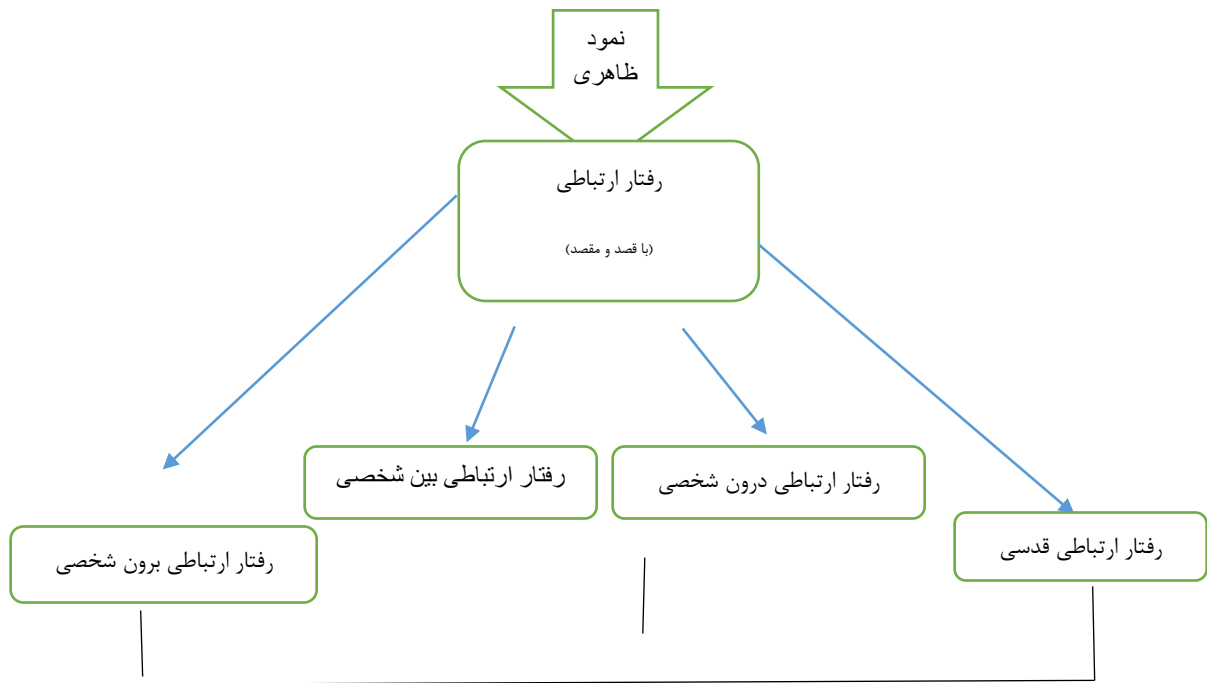 نمود
ظاهری
رفتار ارتباطی
(با قصد و مقصد)
رفتار ارتباطی درون شخصی
رفتار ارتباطی بین شخصی
رفتار ارتباطی قدسی
رفتار ارتباطی برون شخصی